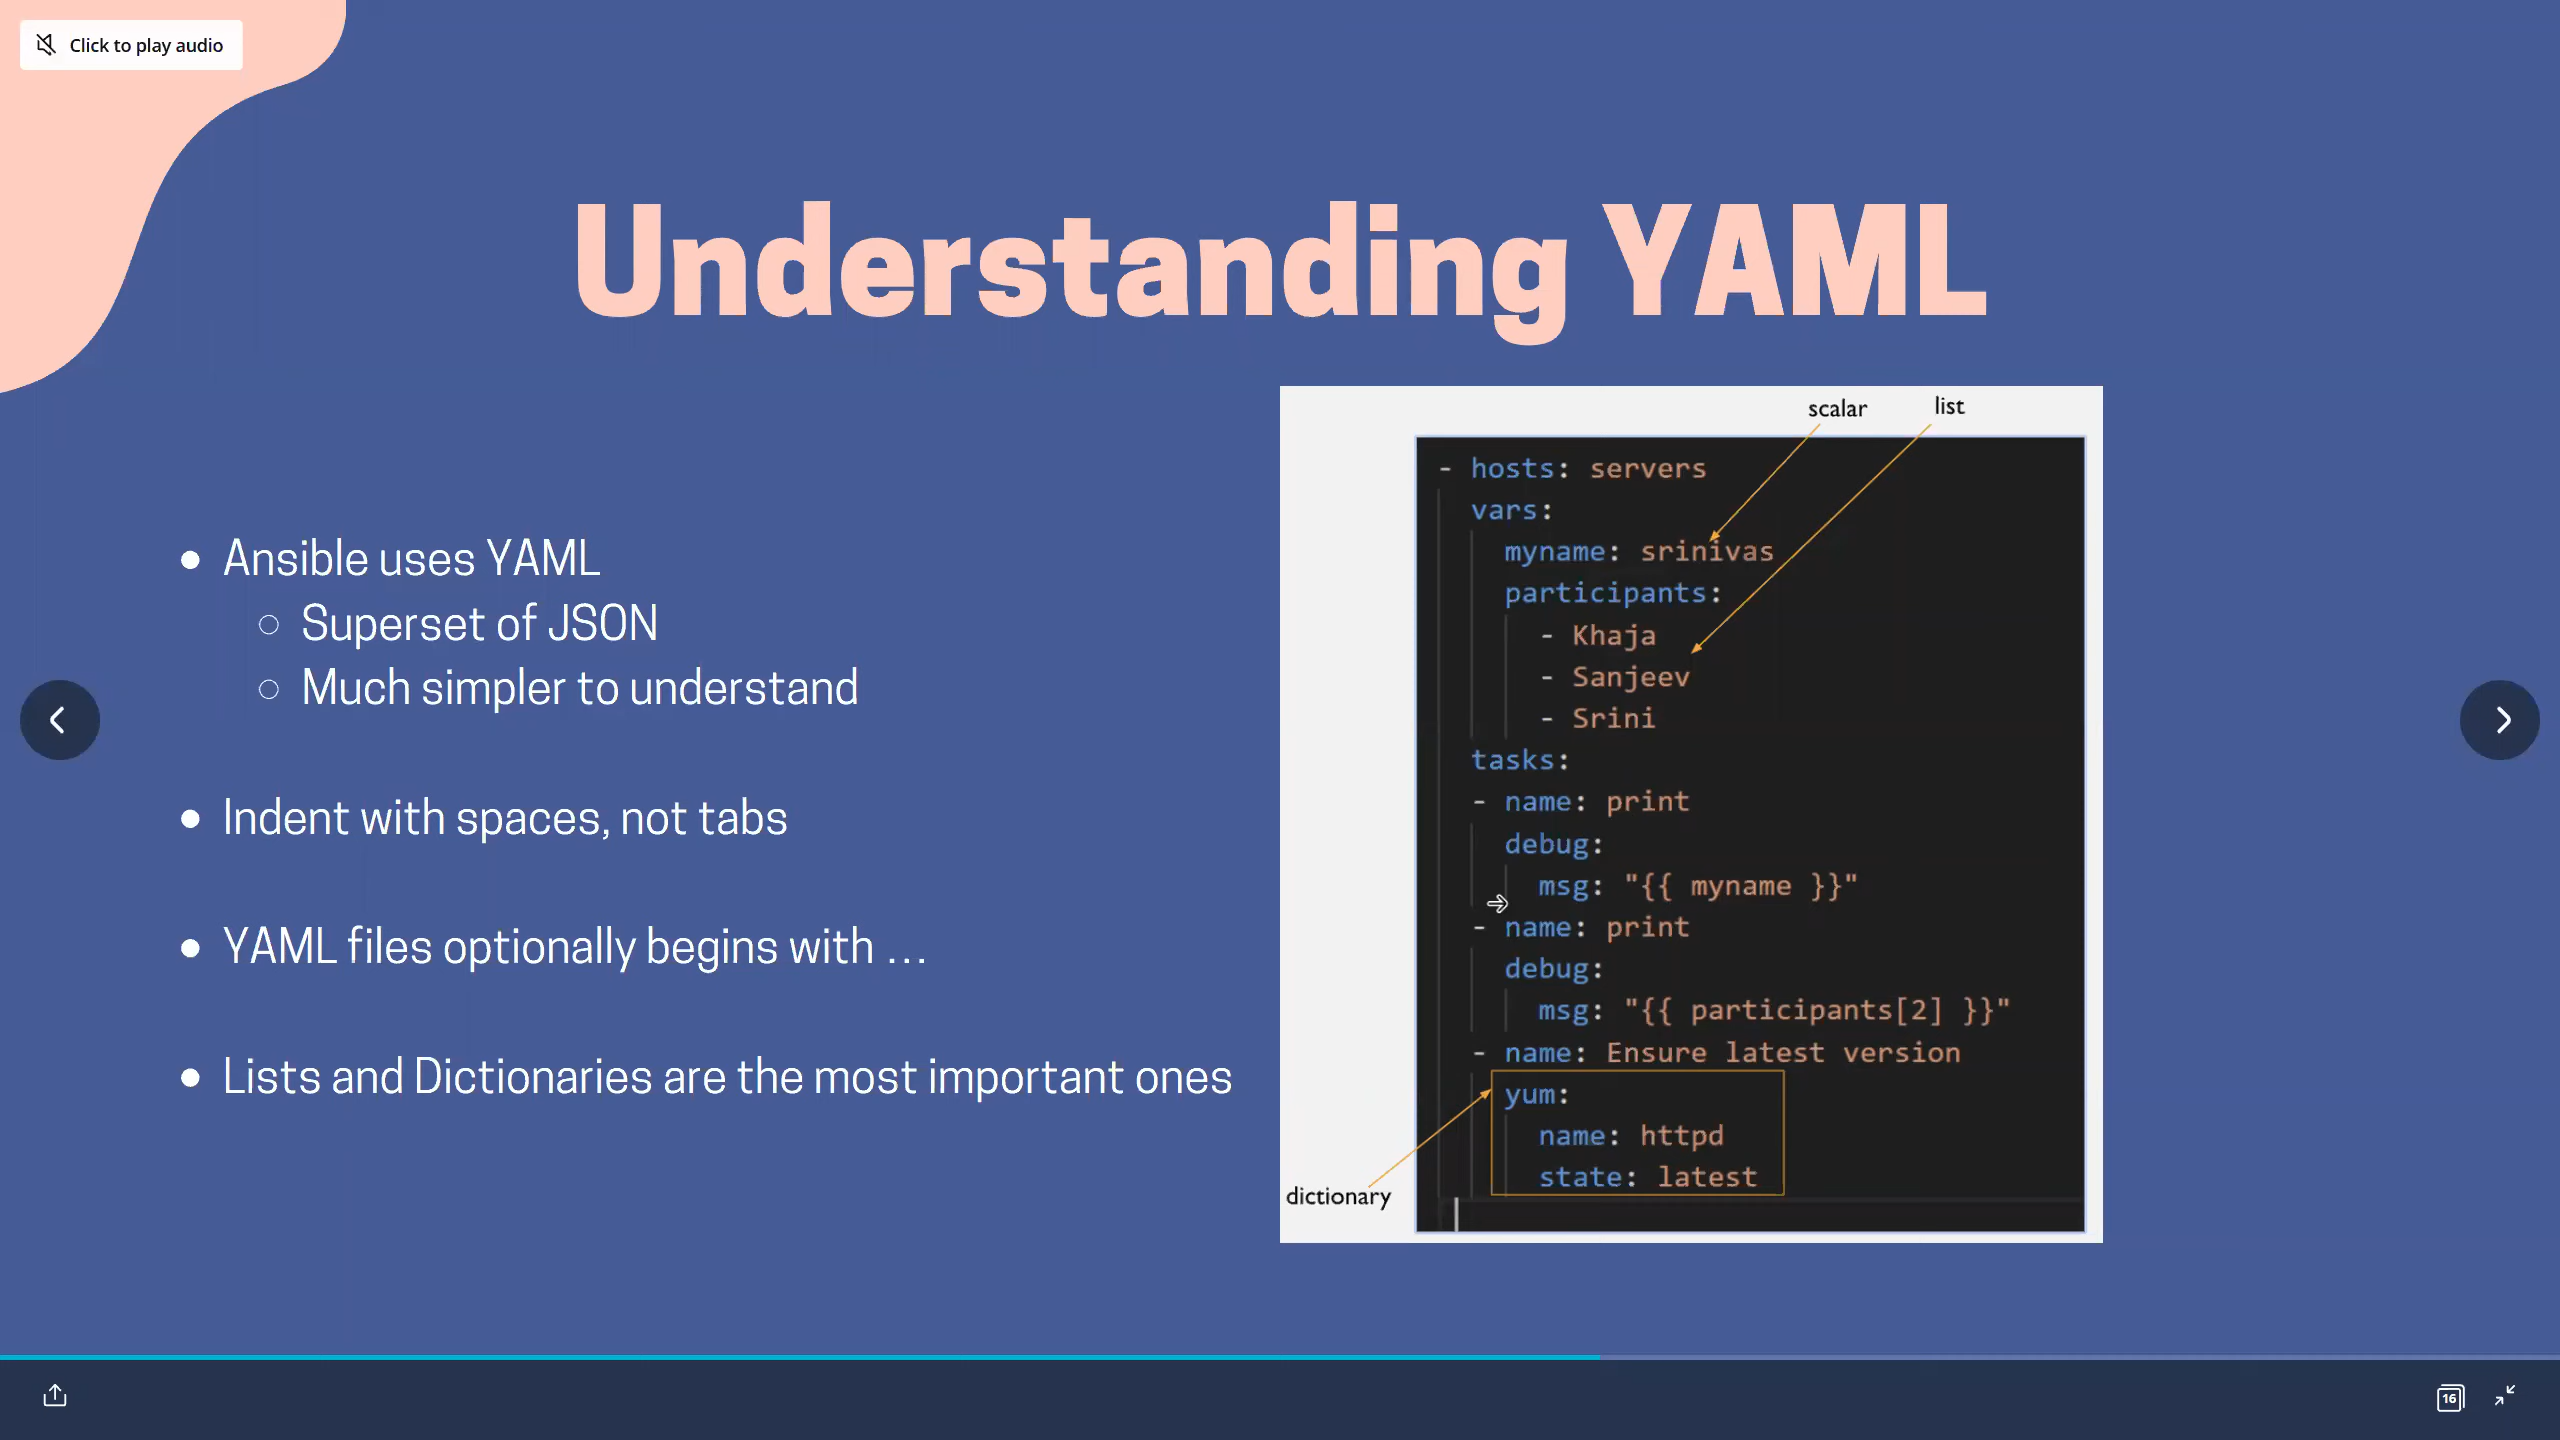 Click to play audio
Understanding YAML
• Ansible uses YAML
○ Superset of JSON
○ Much simpler to understand
• Indent with spaces, not tabs
• YAML files optionally begins with ...
• Lists and Dictionaries are the most important ones
scalar list
- hosts: servers
vars:
myname: srinivas
participants:
- Khaja
- Sanjeev
- Srini
tasks:
- name: print
debug:
msg: "{{ myname }}"
- name: print
debug:
msg: "{{ participants[2] }}"
- name: Ensure latest version
yum:
name: httpd
state: latest
dictionary
16